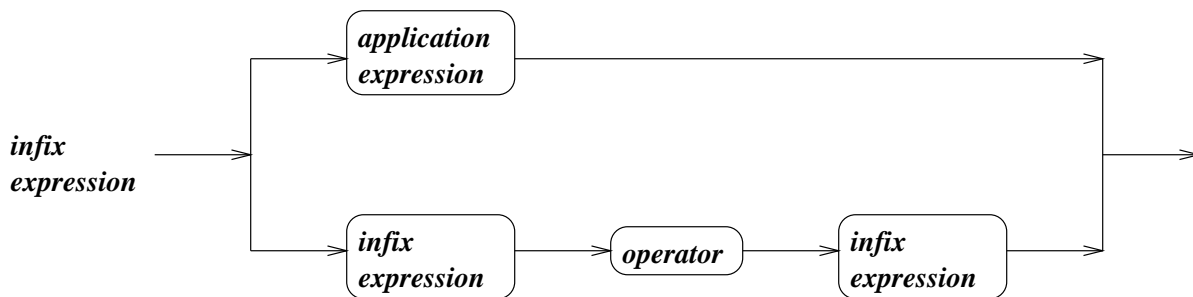 application
expression
infix
expression
infix
expression
operator
infix
expression